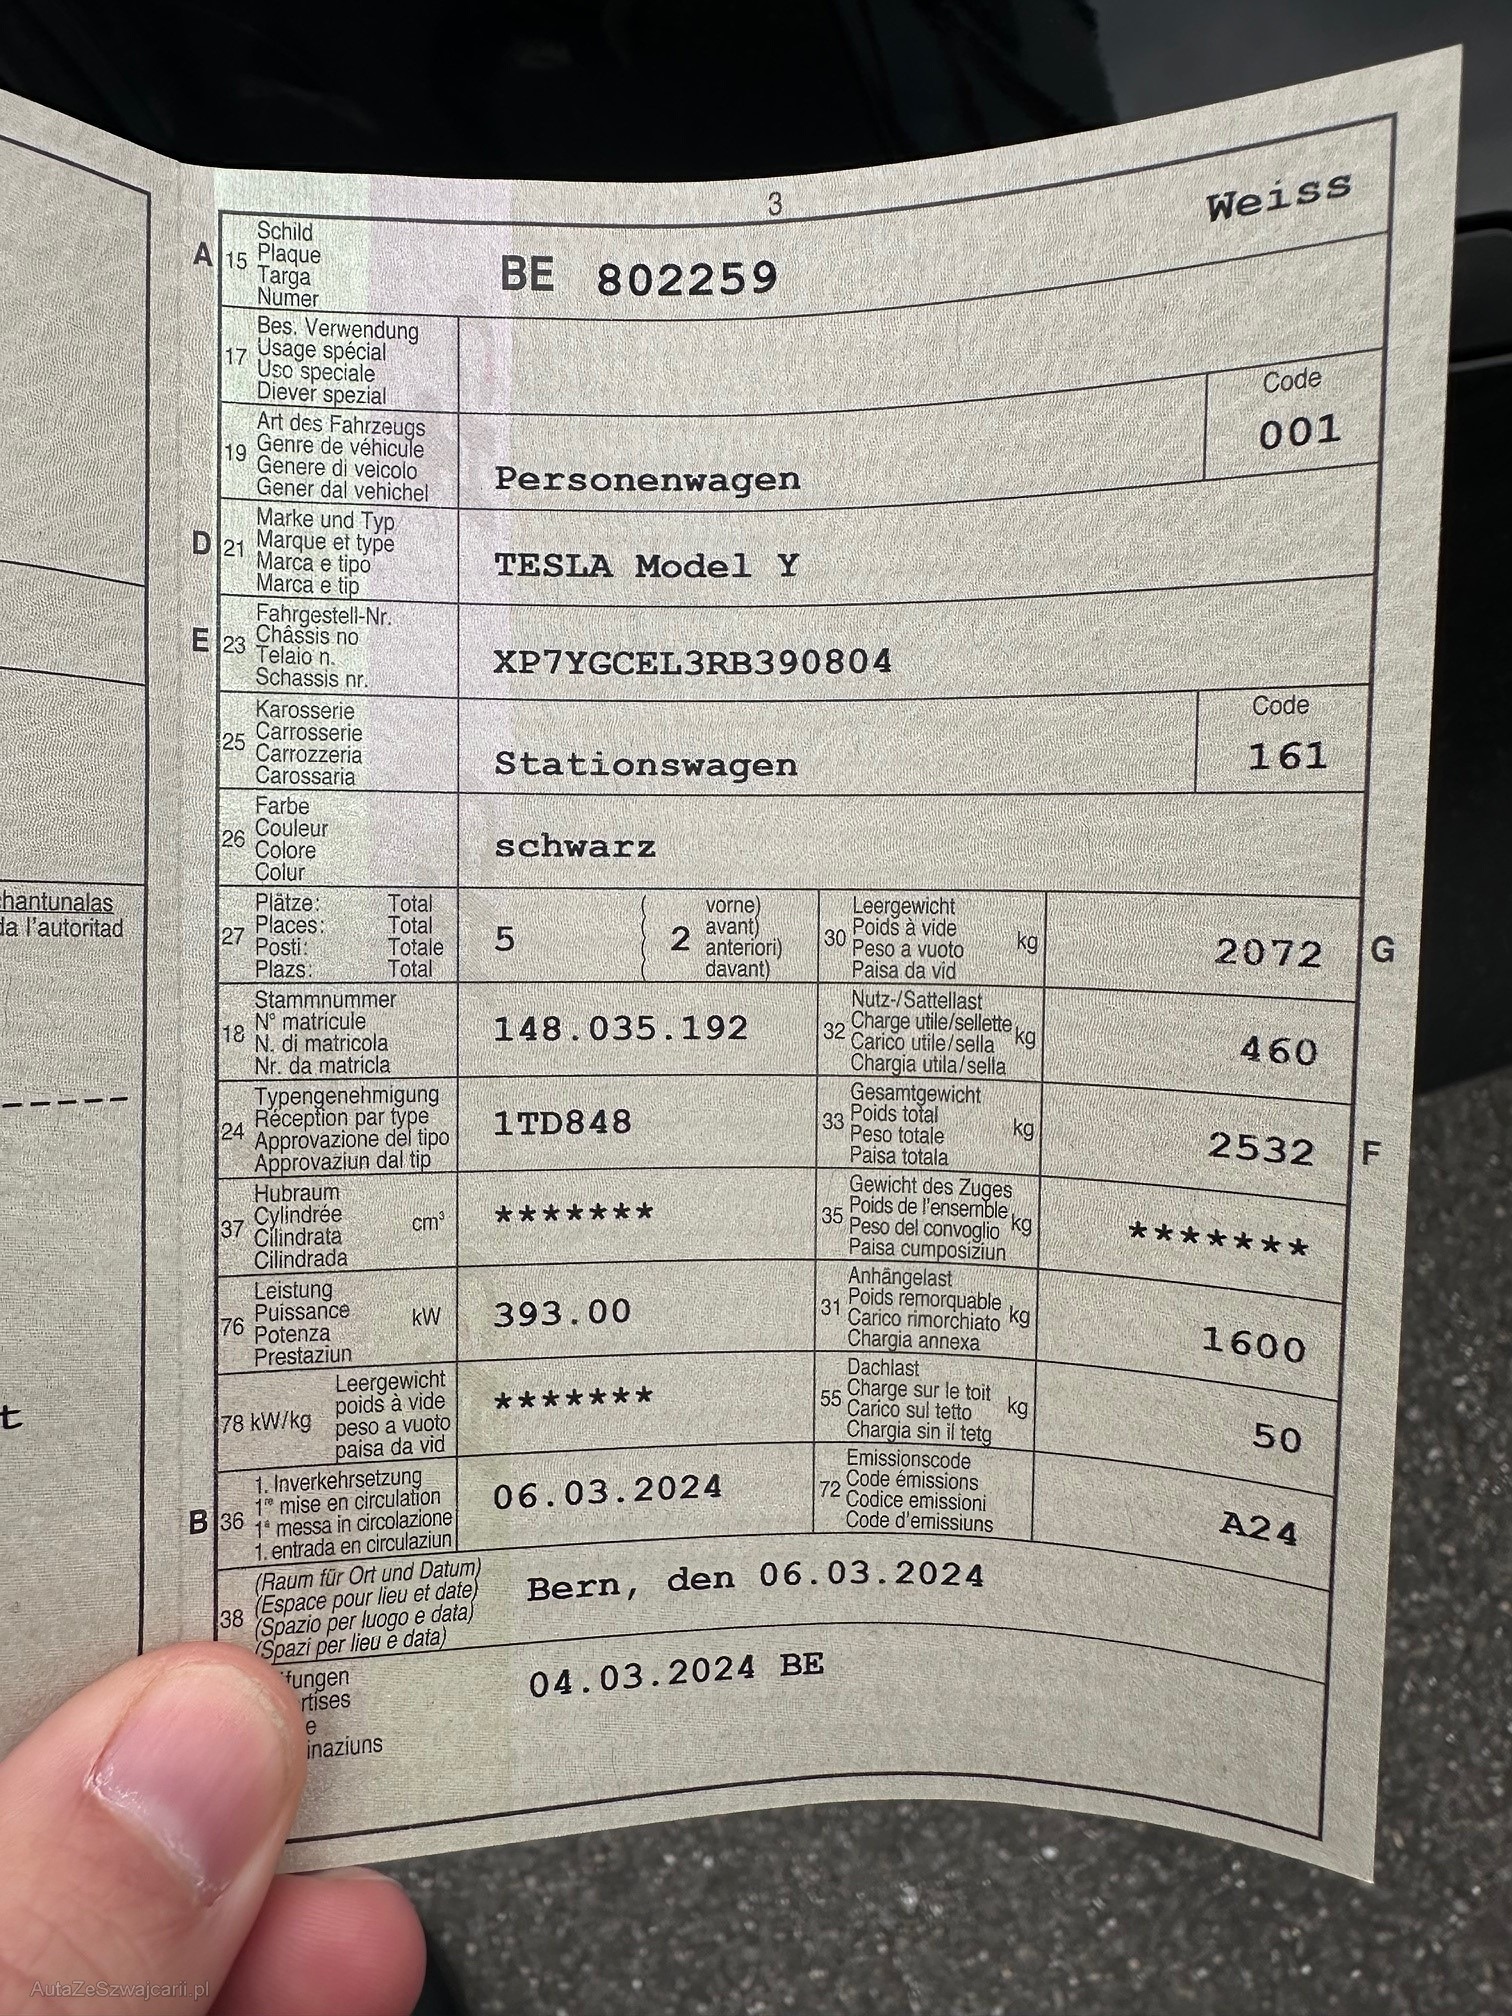 3
Weiss
A 15 Schild
Plaque
Targa
Numer
BE 802259
17 Bes. Verwendung
Usage spécial
Uso speciale
Diever spezial
19 Art des Fahrzeugs
Genre de véhicule
Genere di veicolo
Gener dal vehichel
Personenwagen
Code
001
D 21 Marke und Typ
Marque et type
Marca e tipo
Marca e tip
TESLA Model Y
E 23 Fahrgestell-Nr.
Châssis no
Telaio n.
Schassis nr.
XP7YGCEL3RB390804
25 Karosserie
Carrosserie
Carrozzeria
Carossaria
Stationswagen
Code
161
26 Farbe
Couleur
Colore
Colur
schwarz
hantunalas
da l'autoritad
27 Plätze: Total
Places: Total
Posti: Totale
Plazs: Total
5
2
vorne)
avant)
anteriori)
davant)
30 Leergewicht
Poids à vide
Peso a vuoto
Paisa da vid
kg
2072
G
18 Stammnummer
N° matricule
N. di matricola
Nr. da matricla
148.035.192
32 Nutz-/Sattellast
Charge utile/sellette
Carico utile/sella
Chargia utila/sella
kg
460
24 Typengenehmigung
Réception par type
Approvazione del tipo
Approvaziun dal tip
1TD848
33 Gesamtgewicht
Poids total
Peso totale
Paisa totala
kg
2532
F
37 Hubraum
Cylindrée
Cilindrata
Cilindrada
cm³
*******
35 Gewicht des Zuges
Poids de l'ensemble
Peso del convoglio
Paisa cumposiziun
kg
*******
76 Leistung
Puissance
Potenza
Prestaziun
kW
393.00
31 Anhängelast
Poids remorquable
Carico rimorchiato
Chargia annexa
kg
1600
t
78 kW/kg
Leergewicht
poids à vide
peso a vuoto
paisa da vid
*******
55 Dachlast
Charge sur le toit
Carico sul tetto
Chargia sin il tetg
kg
50
B 36 1. Inverkehrsetzung
1re mise en circulation
1a messa in circolazione
1. entrada en circulaziun
06.03.2024
72 Emissionscode
Code émissions
Codice emissioni
Code d'emissiuns
A24
38 (Raum für Ort und Datum)
(Espace pour lieu et date)
(Spazio per luogo e data)
(Spazi per lieu e data)
Bern, den 06.03.2024
fungen
rtises
e
inaziuns
04.03.2024 BE
AutaZeSzwajcarii.pl